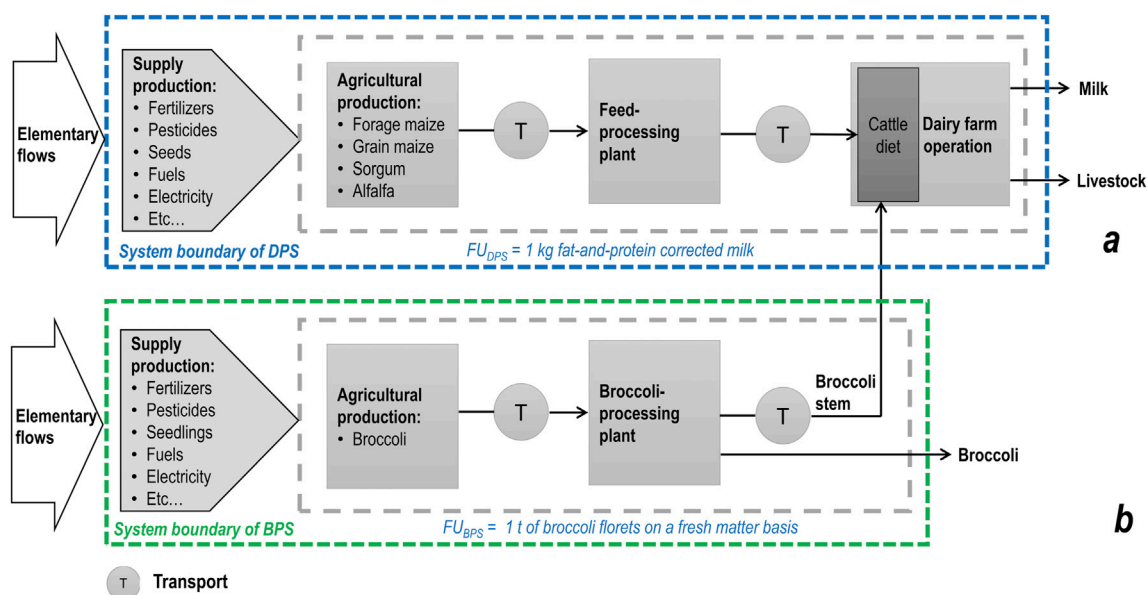 Elementary
flows
Supply
production:
• Fertilizers
• Pesticides
• Seeds
• Fuels
• Electricity
• Etc…
Agricultural
production:
• Forage maize
• Grain maize
• Sorgum
• Alfalfa
T
Feed-
processing
plant
T
Cattle
diet
Dairy farm
operation
Milk
Livestock
System boundary of DPS
FU_DPS = 1 kg fat-and-protein corrected milk
a
Elementary
flows
Supply
production:
• Fertilizers
• Pesticides
• Seedlings
• Fuels
• Electricity
• Etc…
Agricultural
production:
• Broccoli
T
Broccoli-
processing
plant
T
Broccoli
stem
Broccoli
System boundary of BPS
FU_BPS = 1 t of broccoli florets on a fresh matter basis
b
T Transport